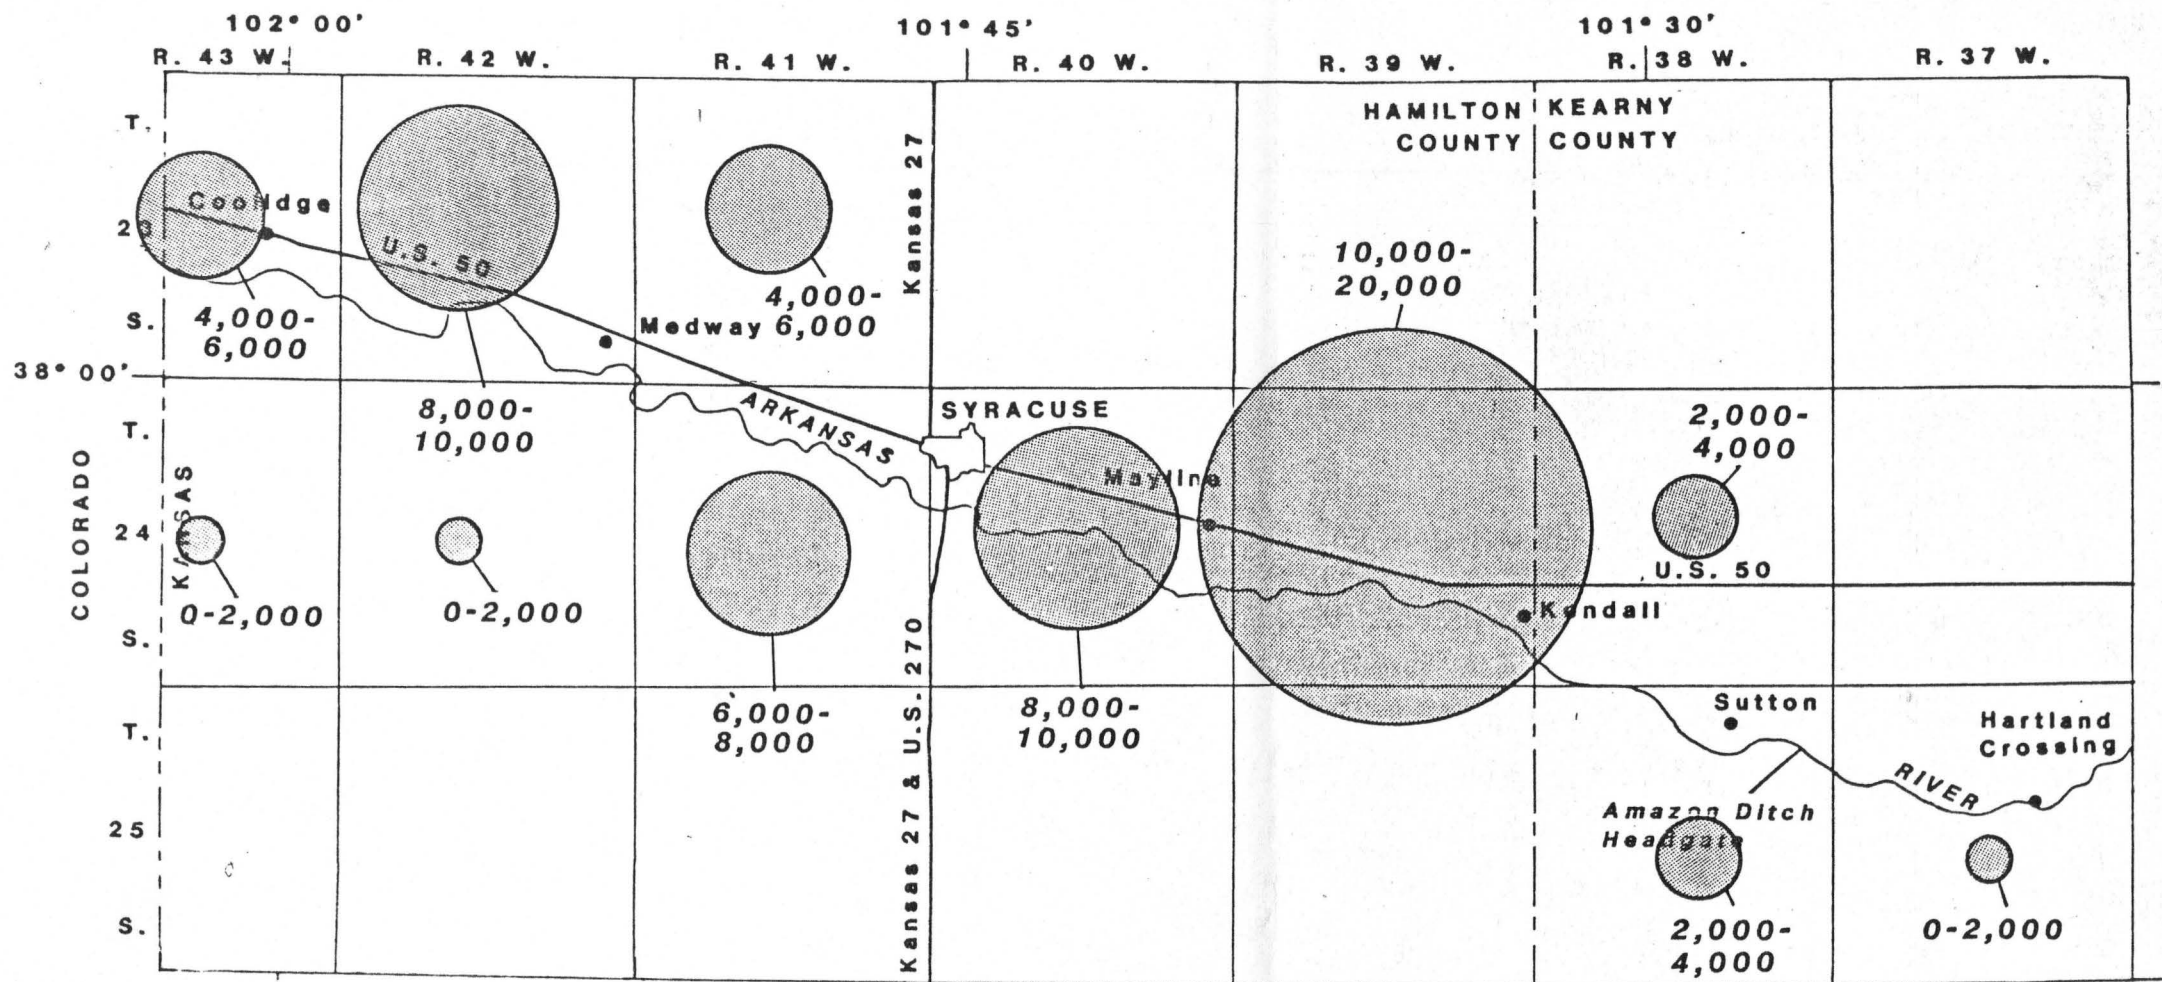 102° 00'
101° 45'
101° 30'
R. 43 W.
R. 42 W.
R. 41 W.
R. 40 W.
R. 39 W.
R. 38 W.
R. 37 W.
HAMILTON
COUNTY
KEARNY
COUNTY
T.
23
S.
Coolidge
U.S. 50
Kansas 27
4,000-
6,000
4,000-
6,000
Medway
10,000-
20,000
38° 00'
8,000-
10,000
ARKANSAS
SYRACUSE
2,000-
4,000
T.
24
S.
COLORADO
KANSAS
Mayline
U.S. 50
Kendall
0-2,000
0-2,000
6,000-
8,000
8,000-
10,000
Kansas 27 & U.S. 270
Sutton
Hartland
Crossing
T.
25
S.
RIVER
Amazon Ditch
Headgate
2,000-
4,000
0-2,000